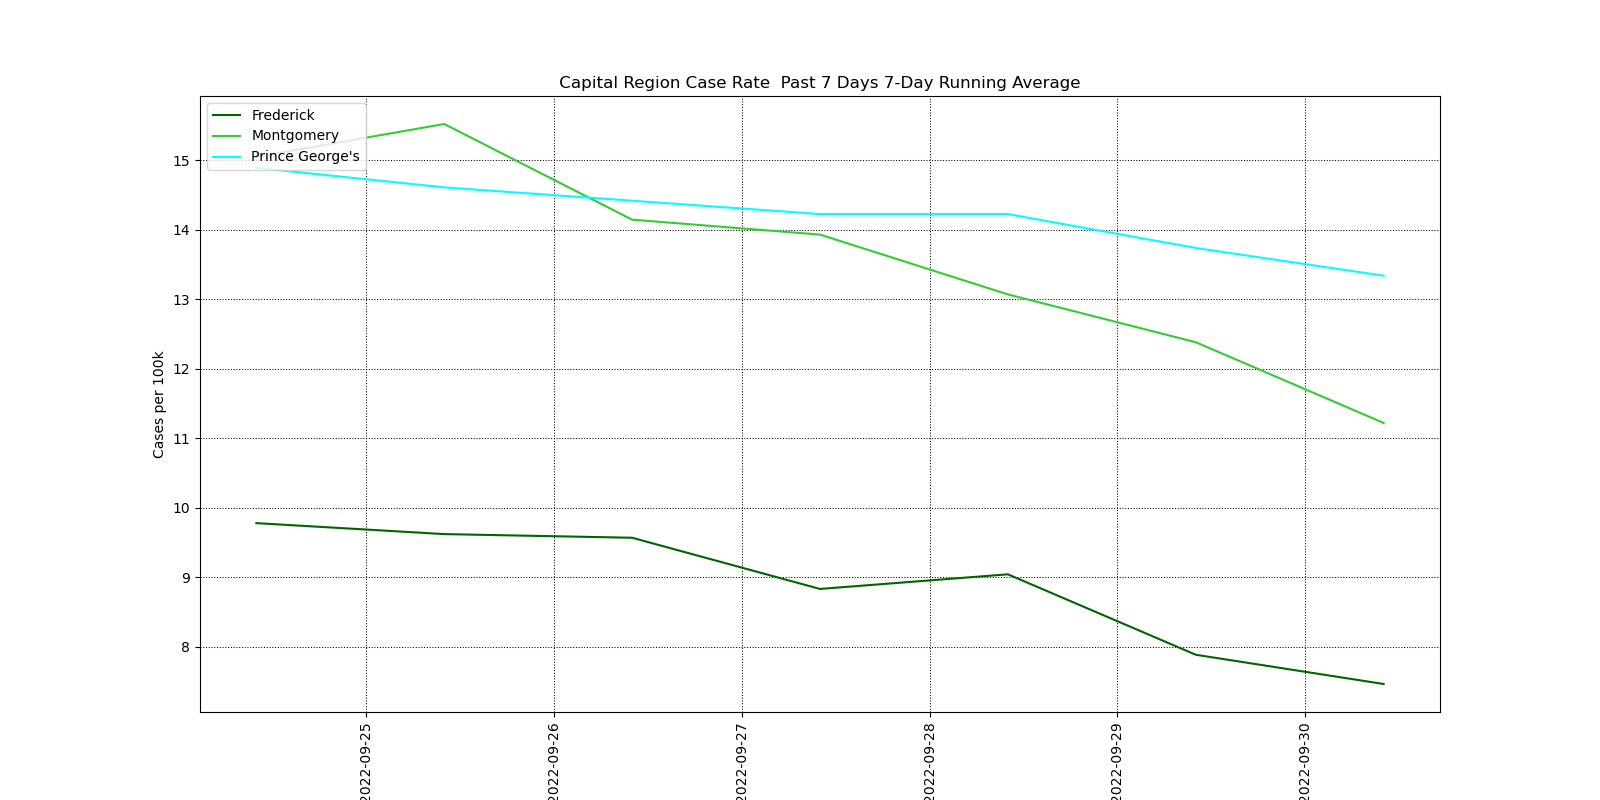 Capital Region Case Rate  Past 7 Days 7-Day Running Average
Frederick
Montgomery
Prince George's
Cases per 100k
15
14
13
12
11
10
9
8
2022-09-25
2022-09-26
2022-09-27
2022-09-28
2022-09-29
2022-09-30